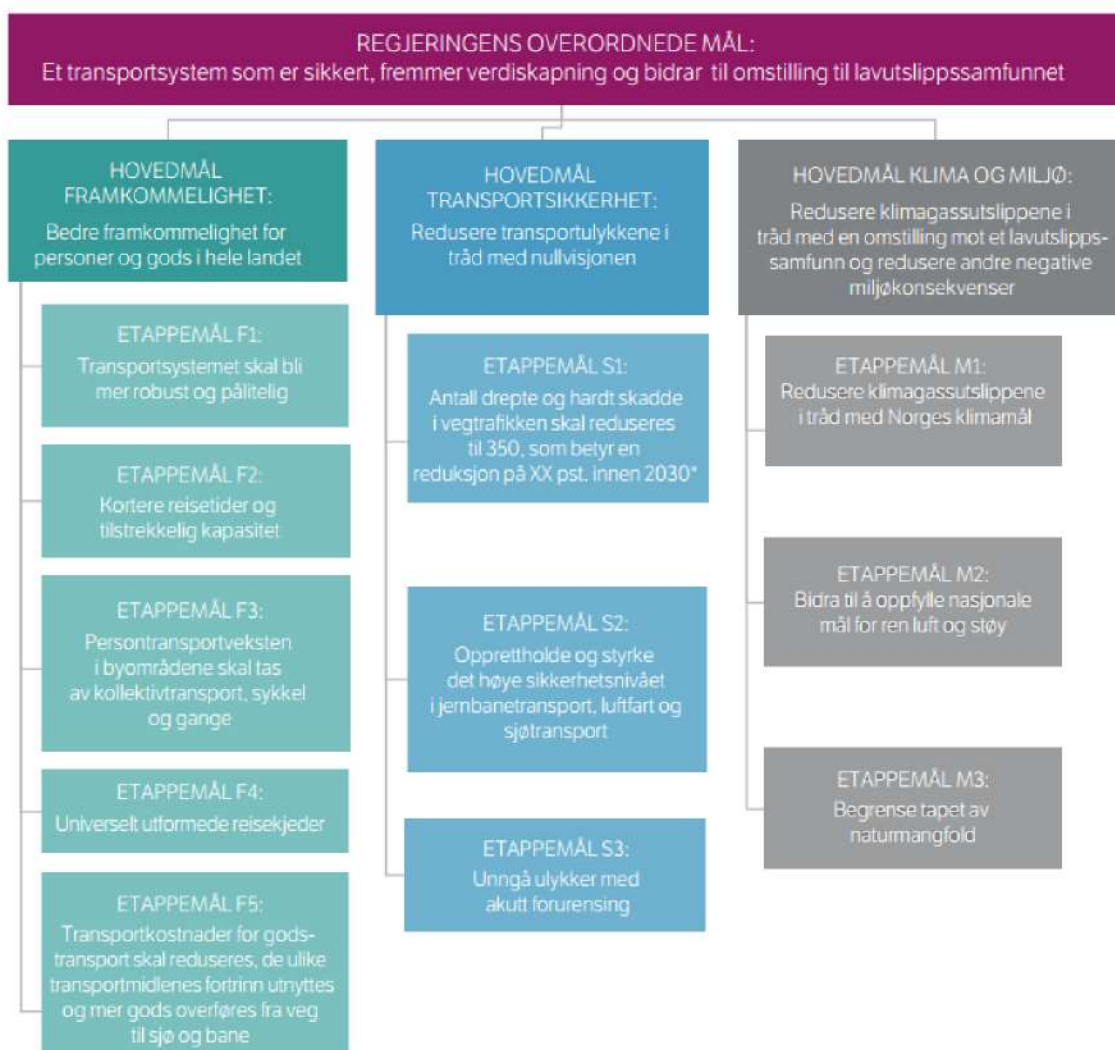 REGJERINGENS OVERORDNEDE MÅL:
Et transportsystem som er sikkert, fremmer verdiskapning og bidrar til omstilling til lavutslippssamfunnet
HOVEDMÅL
FRAMKOMMELIGHET:
Bedre framkommelighet for
personer og gods i hele landet
ETAPPEMÅL F1:
Transportsystemet skal bli
mer robust og pålitelig
ETAPPEMÅL F2:
Kortere reisetider og
tilstrekkelig kapasitet
ETAPPEMÅL F3:
Persontransportveksten
i byområdene skal tas
av kollektivtransport, sykkel
og gange
ETAPPEMÅL F4:
Universelt utformede reisekjeder
ETAPPEMÅL F5:
Transportkostnader for gods-
transport skal reduseres, de ulike
transportmidlenes fortrinn utnyttes
og mer gods overføres fra veg
til sjø og bane
HOVEDMÅL
TRANSPORTSIKKERHET:
Redusere transportulykkene i
tråd med nullvisjonen
ETAPPEMÅL S1:
Antall drepte og hardt skadde
i vegtrafikken skal reduseres
til 350, som betyr en
reduksjon på XX pst. innen 2030*
ETAPPEMÅL S2:
Opprettholde og styrke
det høye sikkerhetsnivået
i jernbanetransport, luftfart og
sjøtransport
ETAPPEMÅL S3:
Unngå ulykker med
akutt forurensing
HOVEDMÅL KLIMA OG MILJØ:
Redusere klimagassutslippene i
tråd med en omstilling mot et lavutslipps-
samfunn og redusere andre negative
miljøkonsekvenser
ETAPPEMÅL M1:
Redusere klimagassutslippene
i tråd med Norges klimamål
ETAPPEMÅL M2:
Bidra til å oppfylle nasjonale
mål for ren luft og støy
ETAPPEMÅL M3:
Begrense tapet av
naturmangfold